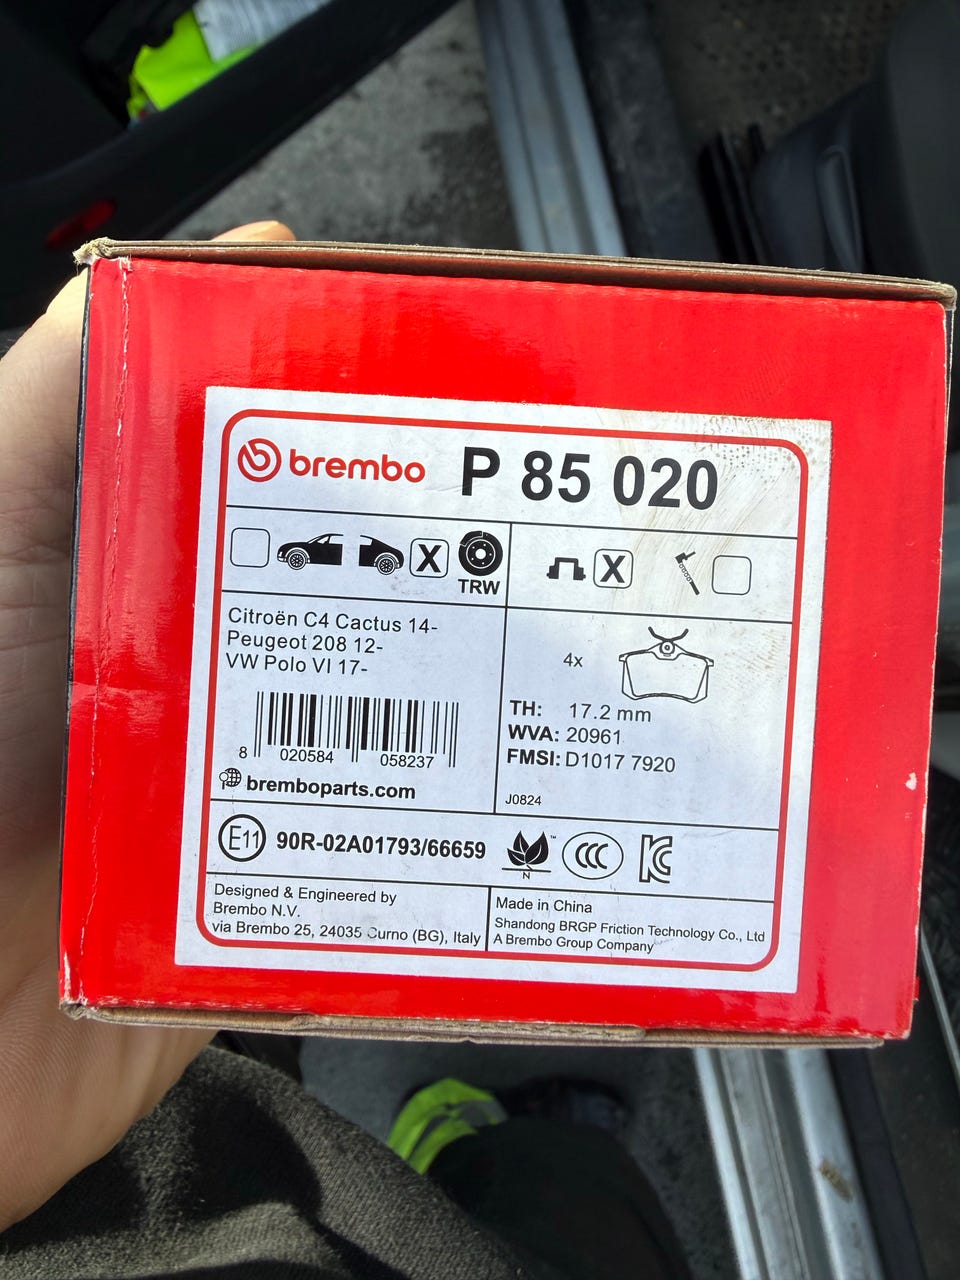 brembo P 85 020
X TRW X
Citroën C4 Cactus 14-
Peugeot 208 12-
VW Polo VI 17-
4x
TH: 17.2 mm
WVA: 20961
FMSI: D1017 7920
8 020584 058237
bremboparts.com
J0824
E11 90R-02A01793/66659
N ™
CCC
KC
Designed & Engineered by
Brembo N.V.
via Brembo 25, 24035 Curno (BG), Italy
Made in China
Shandong BRGP Friction Technology Co., Ltd
A Brembo Group Company